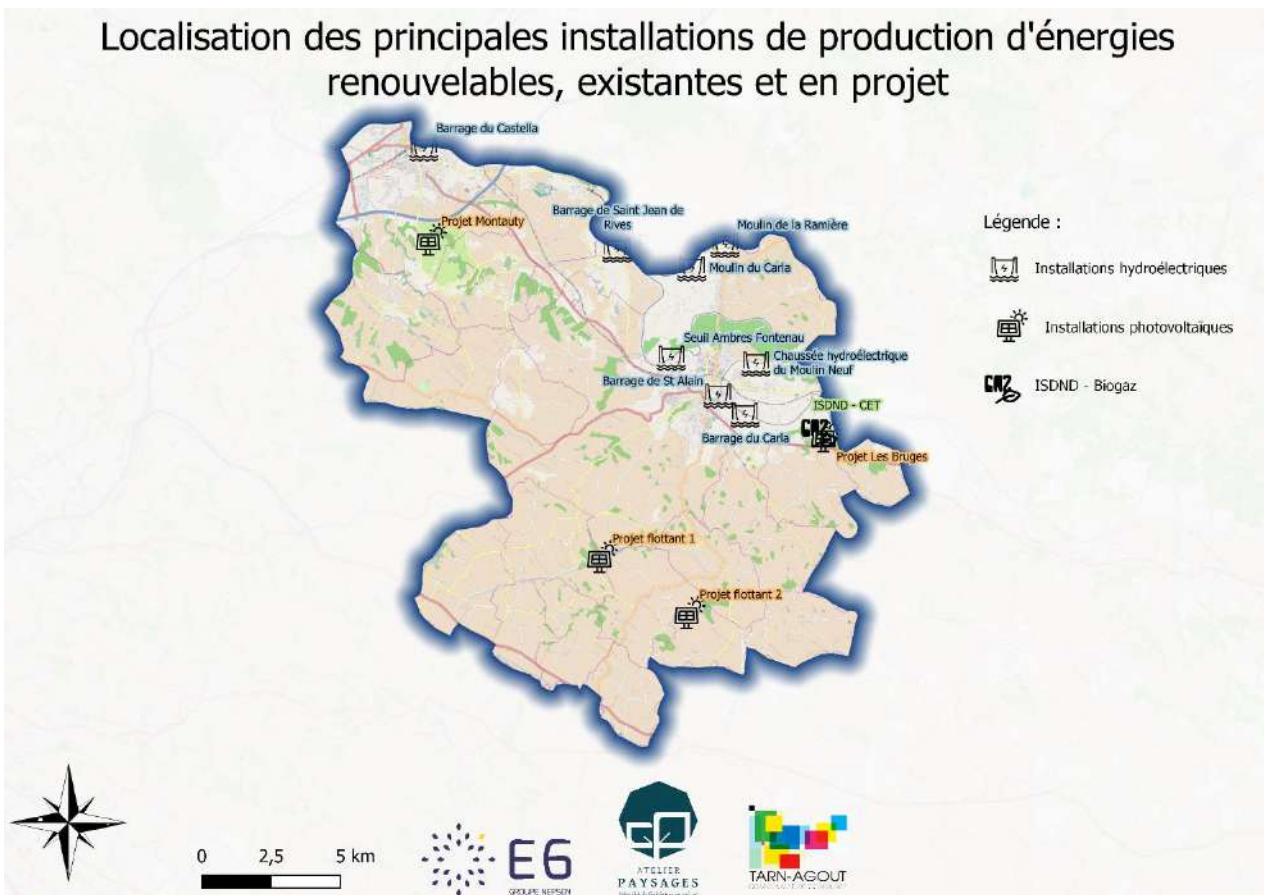 Localisation des principales installations de production d'énergies
renouvelables, existantes et en projet
Barrage du Castella
Projet Montauty
Barrage de Saint Jean de
Rives
Moulin de la Ramière
Moulin du Carla
Seuil Ambres Fontenau
Chaussée hydroélectrique
du Moulin Neuf
Barrage de St Alain
ISDND - CET
Barrage du Carla
Projet Les Bruges
Projet flottant 1
Projet flottant 2
Légende :
Installations hydroélectriques
Installations photovoltaïques
ISDND - Biogaz
0 2,5 5 km
E6
GROUPE NEPSEN
ATELIER
PAYSAGES
TARN-AGOUT